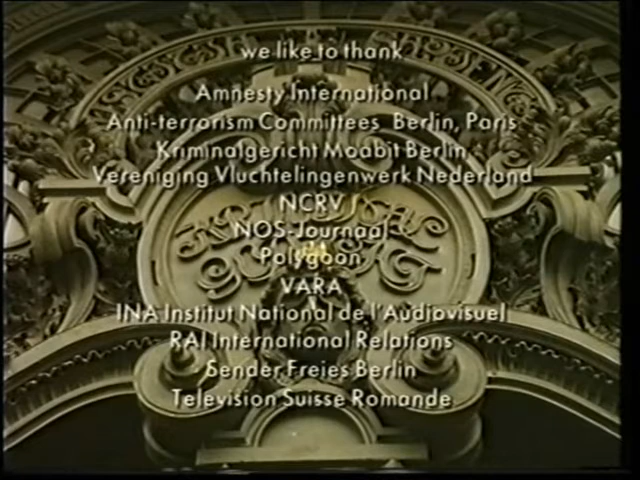 we like to thank
Amnesty International
Anti-terrorism Committees Berlin, Paris
Kriminalgericht Moabit Berlin
Vereniging Vluchtelingenwerk Nederland
NCRV
NOS-Journaal
Polygoon
VARA
INA Institut National de l'Audiovisuel
RAI International Relations
Sender Freies Berlin
Television Suisse Romande